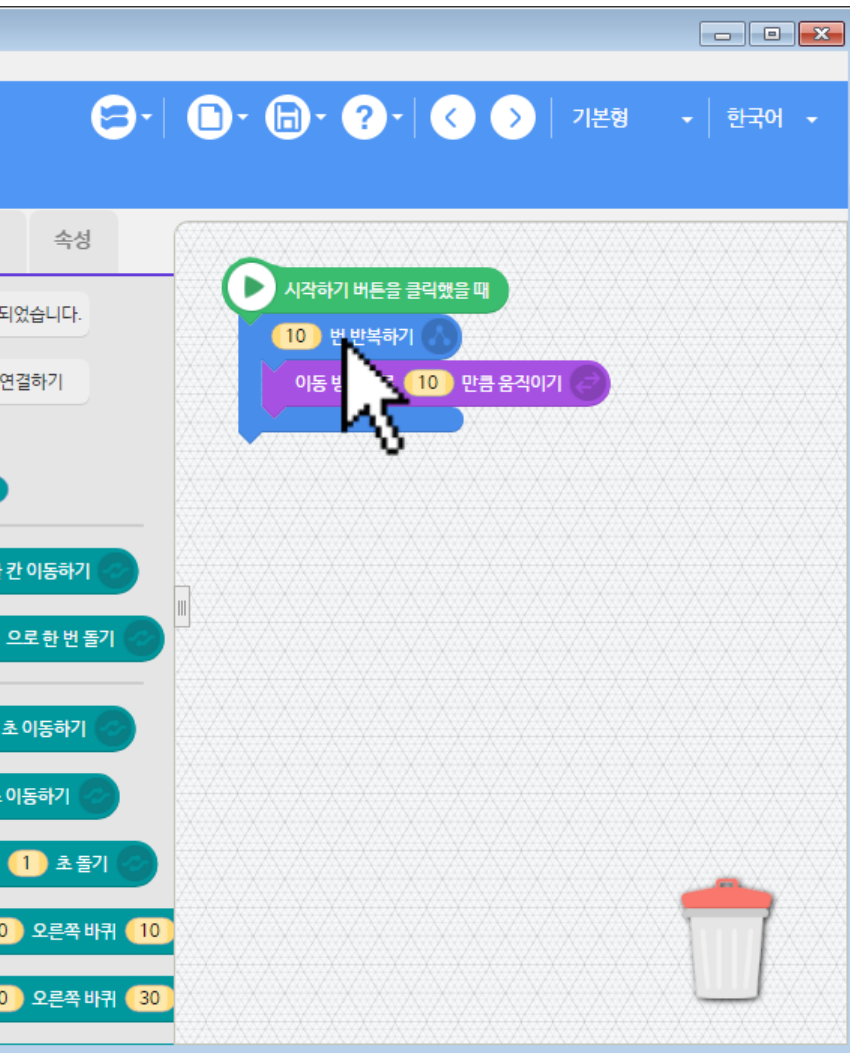 기본형
한국어
속성
되었습니다.
연결하기
시작하기 버튼을 클릭했을 때
10 번 반복하기
이동 10 만큼 움직이기
칸 이동하기
으로 한 번 돌기
초 이동하기
이동하기
1 초 돌기
0 오른쪽 바퀴 10
0 오른쪽 바퀴 30